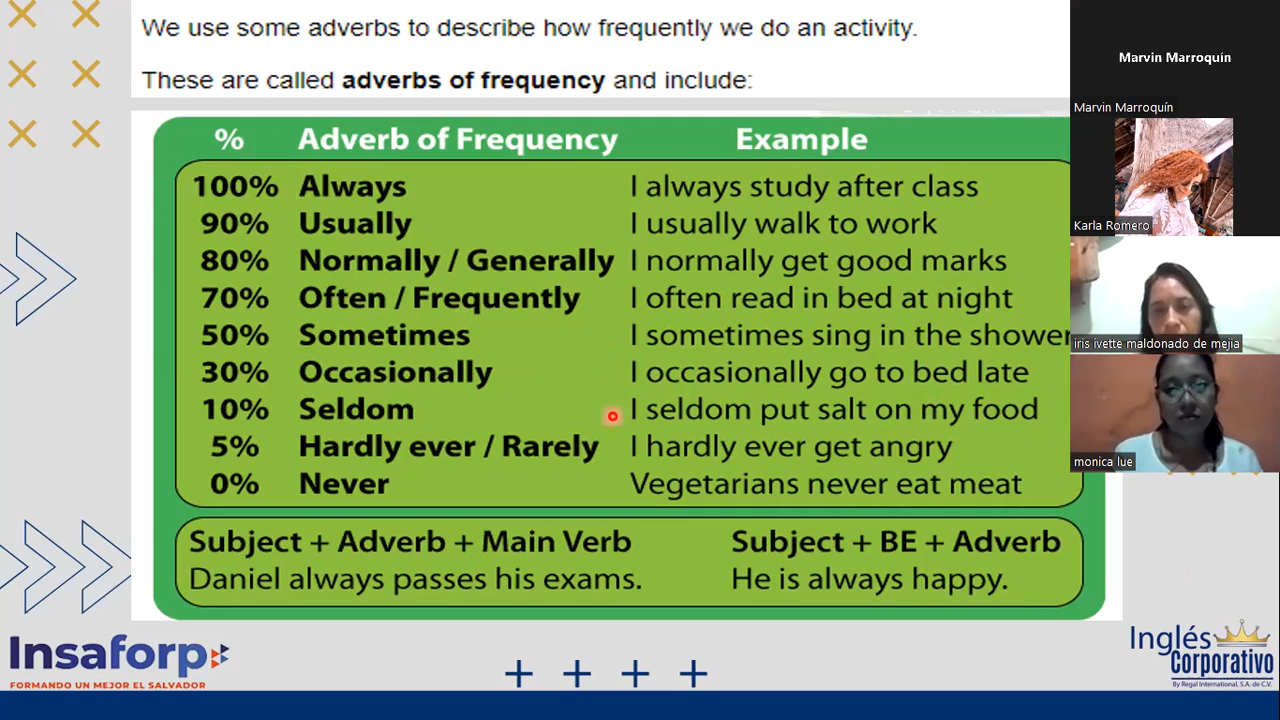 We use some adverbs to describe how frequently we do an activity.
These are called adverbs of frequency and include:
% Adverb of Frequency Example
100% Always I always study after class
90% Usually I usually walk to work
80% Normally / Generally I normally get good marks
70% Often / Frequently I often read in bed at night
50% Sometimes I sometimes sing in the shower
30% Occasionally I occasionally go to bed late
10% Seldom I seldom put salt on my food
5% Hardly ever / Rarely I hardly ever get angry
0% Never Vegetarians never eat meat
Subject + Adverb + Main Verb Subject + BE + Adverb
Daniel always passes his exams. He is always happy.
Insaforp
FORMANDO UN MEJOR EL SALVADOR
Inglés
Corporativo
By Regal International, S.A. de C.V.
Marvin Marroquín
Marvin Marroquín
Karla Romero
iris ivette maldonado de mejia
monica lue